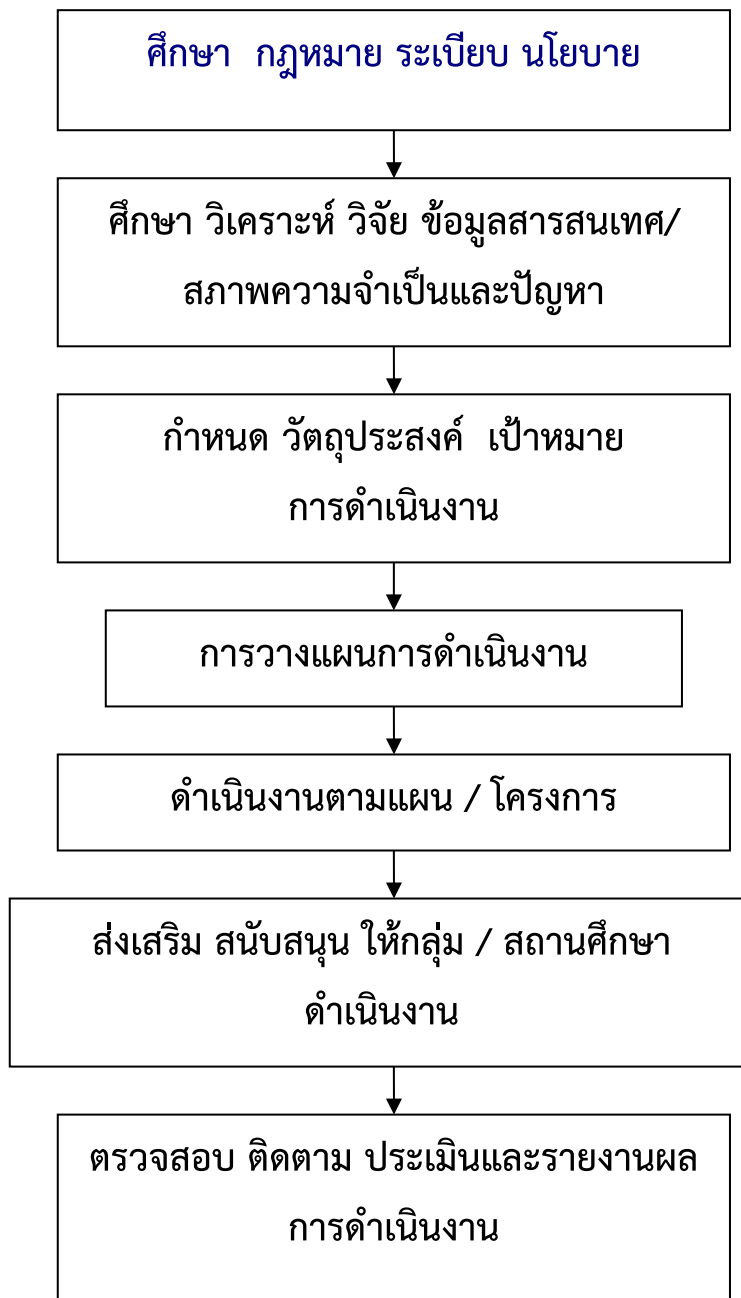 ศึกษา กฎหมาย ระเบียบ นโยบาย
ศึกษา วิเคราะห์ วิจัย ข้อมูลสารสนเทศ/
สภาพความจำเป็นและปัญหา
กำหนด วัตถุประสงค์ เป้าหมาย
การดำเนินงาน
การวางแผนการดำเนินงาน
ดำเนินงานตามแผน / โครงการ
ส่งเสริม สนับสนุน ให้กลุ่ม / สถานศึกษา
ดำเนินงาน
ตรวจสอบ ติดตาม ประเมินและรายงานผล
การดำเนินงาน